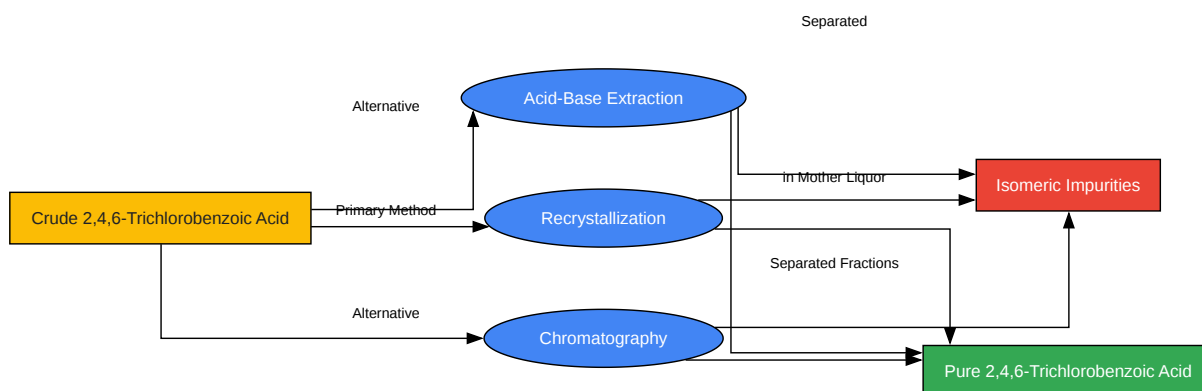 Separated
Acid-Base Extraction
Alternative
in Mother Liquor
Isomeric Impurities
Crude 2,4,6-Trichlorobenzoic Acid
Primary Method
Recrystallization
Separated Fractions
Alternative
Chromatography
Pure 2,4,6-Trichlorobenzoic Acid